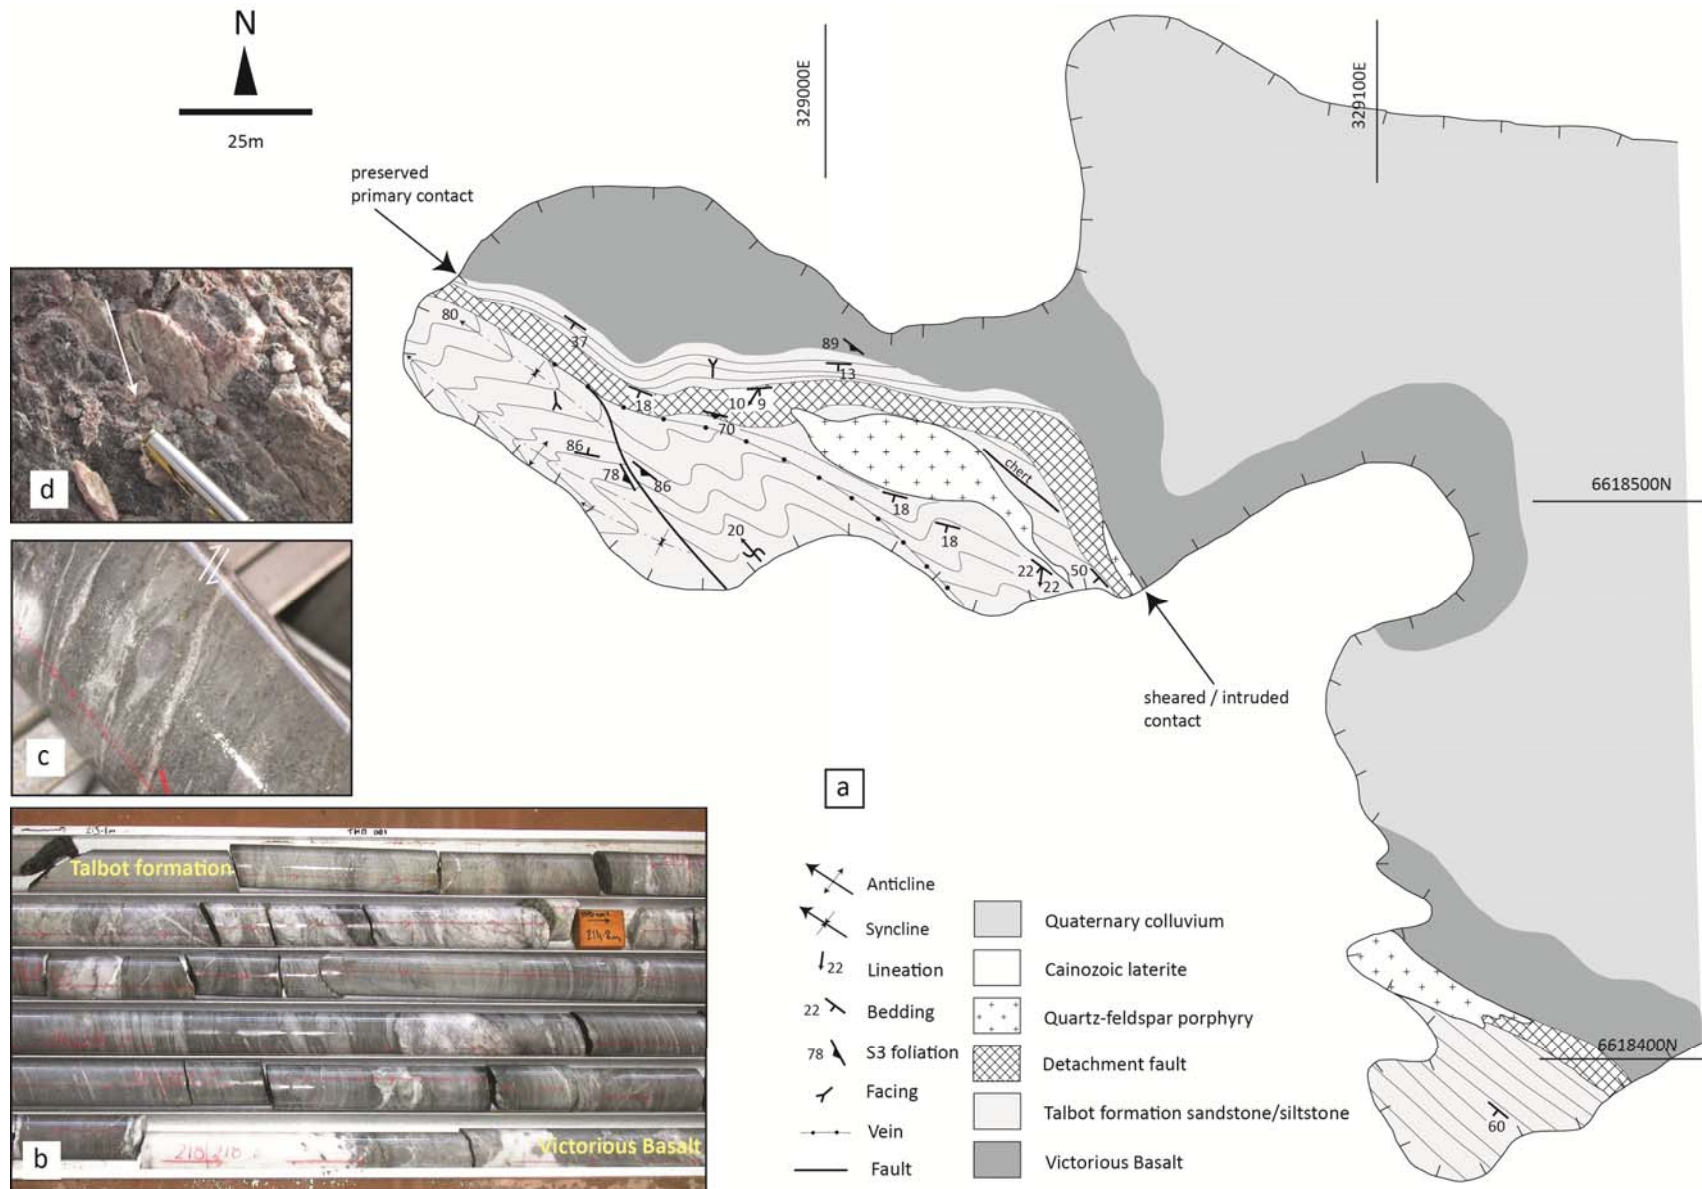 N
25m
329000E
329100E
preserved
primary contact
80
37
89
13
18
10
9
70
86
78
86
chert
18
18
20
22
22
50
6618500N
sheared / intruded
contact
d
c
a
Talbot formation
Victorious Basalt
b
Anticline
Syncline
22
Lineation
22
Bedding
78
S3 foliation
Facing
Vein
Fault
Quaternary colluvium
Cainozoic laterite
Quartz-feldspar porphyry
Detachment fault
Talbot formation sandstone/siltstone
Victorious Basalt
6618400N
60